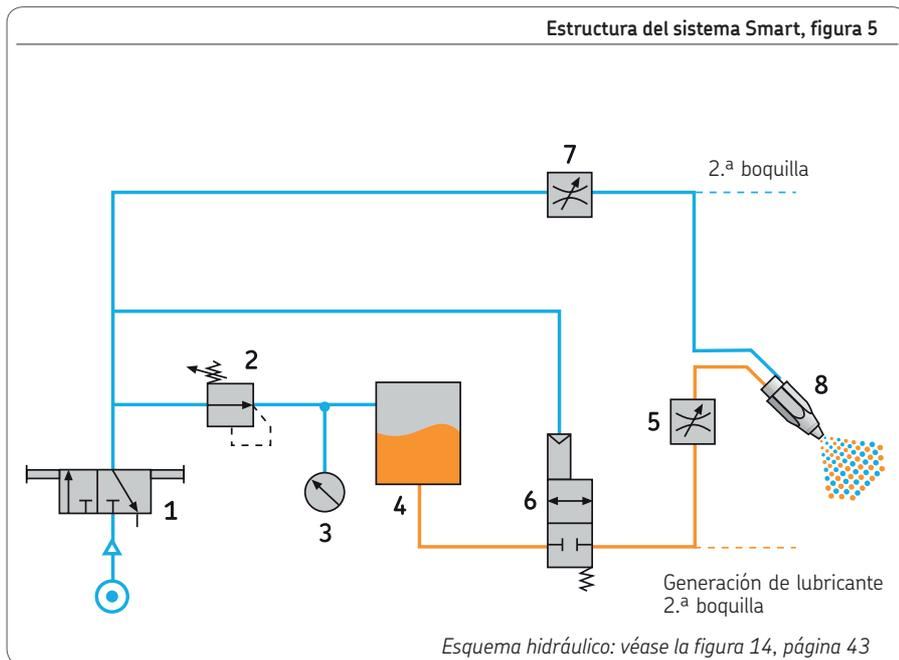 Estructura del sistema Smart, figura 5
7
2.ª boquilla
2
8
5
6
4
1
3
Generación de lubricante
2.ª boquilla
Esquema hidráulico: véase la figura 14, página 43